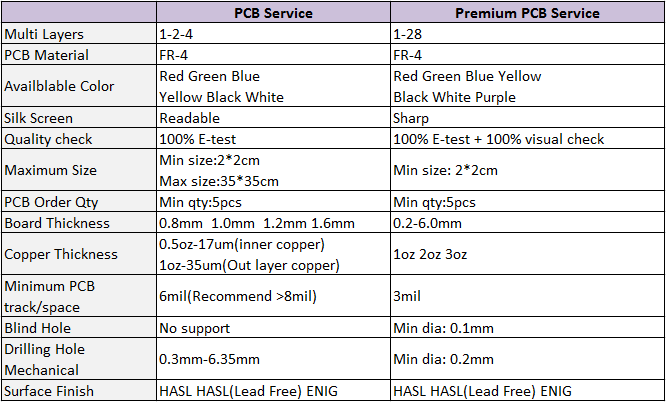 PCB Service Premium PCB Service
Multi Layers 1-2-4 1-28
PCB Material FR-4 FR-4
Availblable Color Red Green Blue Red Green Blue Yellow
Yellow Black White Black White Purple
Silk Screen Readable Sharp
Quality check 100% E-test 100% E-test + 100% visual check
Maximum Size Min size:2*2cm Min size: 2*2cm
Max size:35*35cm
PCB Order Qty Min qty:5pcs Min qty:5pcs
Board Thickness 0.8mm 1.0mm 1.2mm 1.6mm 0.2-6.0mm
Copper Thickness 0.5oz-17um(inner copper) 1oz 2oz 3oz
1oz-35um(Out layer copper)
Minimum PCB
track/space 6mil(Recommend >8mil) 3mil
Blind Hole No support Min dia: 0.1mm
Drilling Hole
Mechanical 0.3mm-6.35mm Min dia: 0.2mm
Surface Finish HASL HASL(Lead Free) ENIG HASL HASL(Lead Free) ENIG